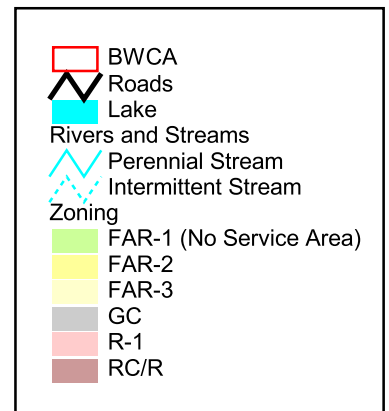 BWCA
Roads
Lake
Rivers and Streams
Perennial Stream
Intermittent Stream
Zoning
FAR-1 (No Service Area)
FAR-2
FAR-3
GC
R-1
RC/R